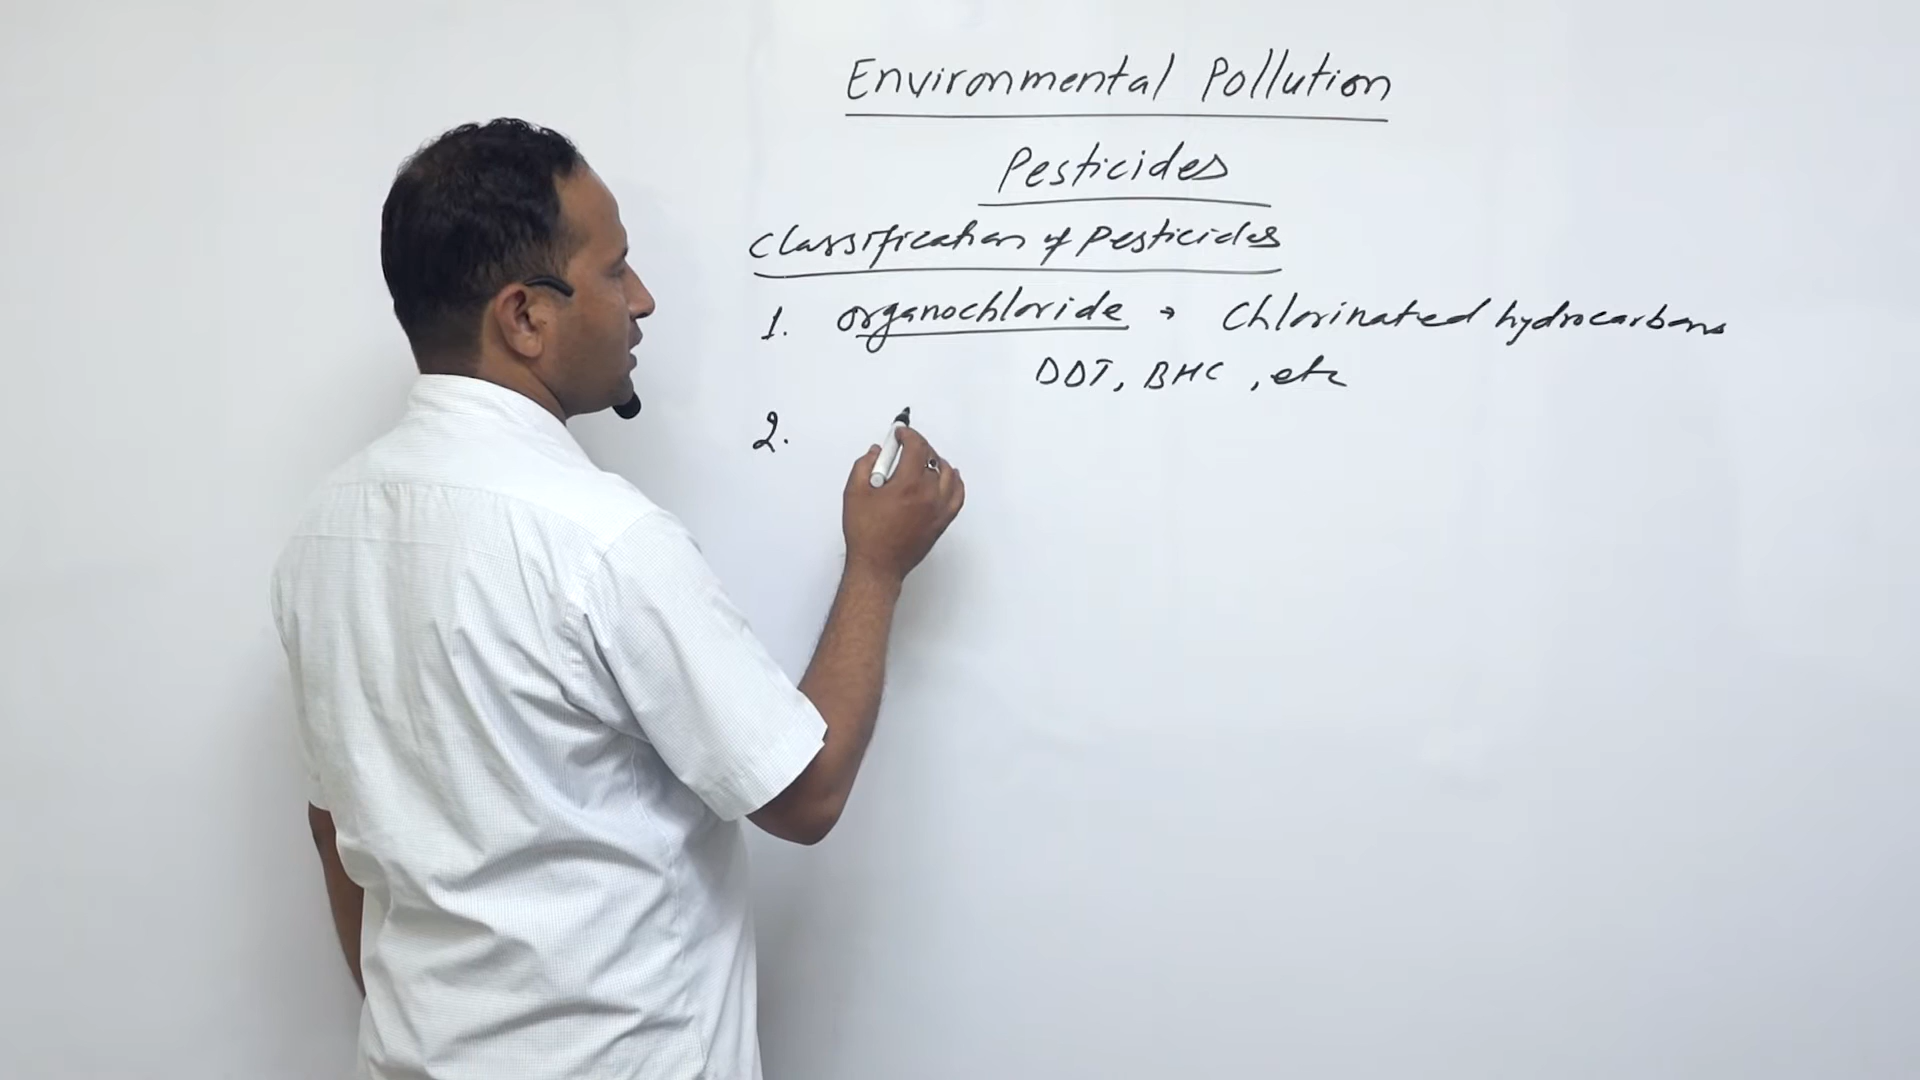 Environmental Pollution
Pesticides
Classification of Pesticides
1. Organochloride → Chlorinated hydrocarbons
DDT, BHC, etc
2.